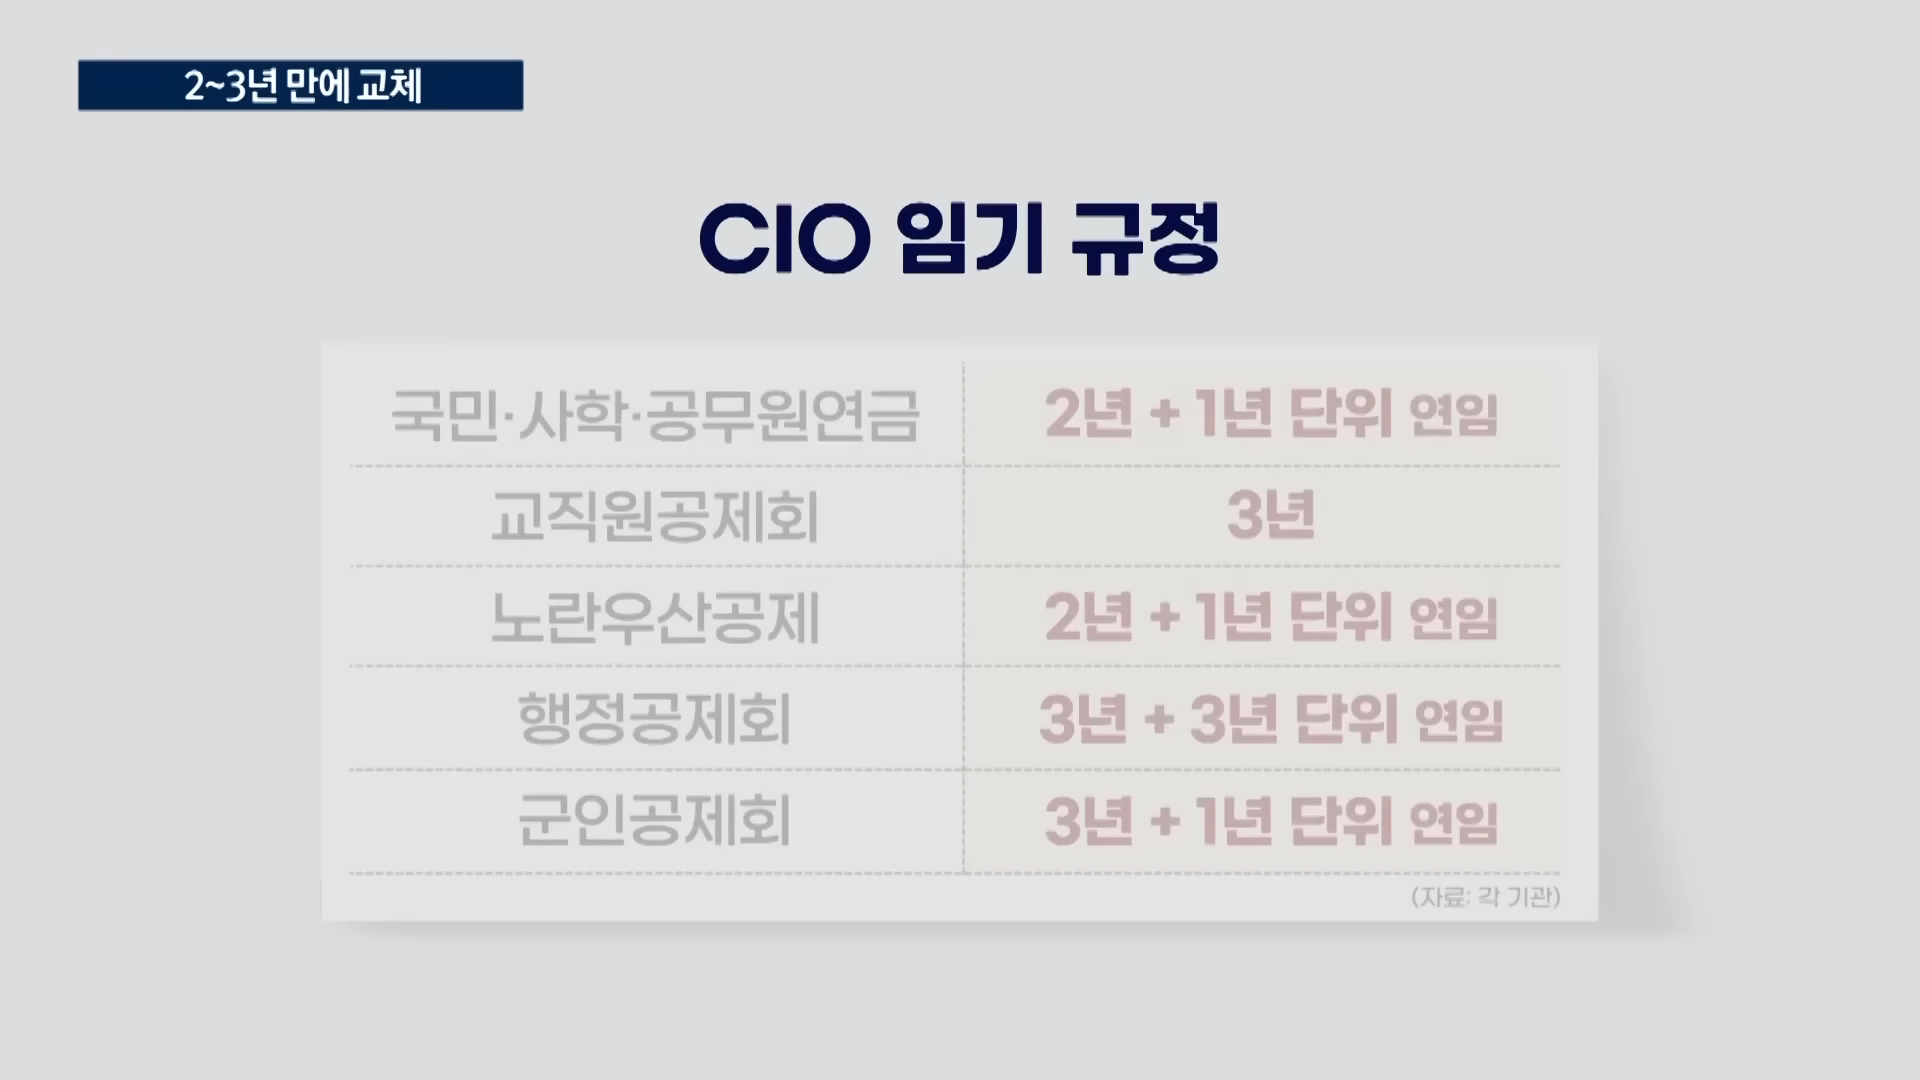 2~3년 만에 교체
CIO 임기 규정
국민·사학·공무원연금 2년 + 1년 단위 연임
교직원공제회 3년
노란우산공제 2년 + 1년 단위 연임
행정공제회 3년 + 3년 단위 연임
군인공제회 3년 + 1년 단위 연임
(자료: 각 기관)